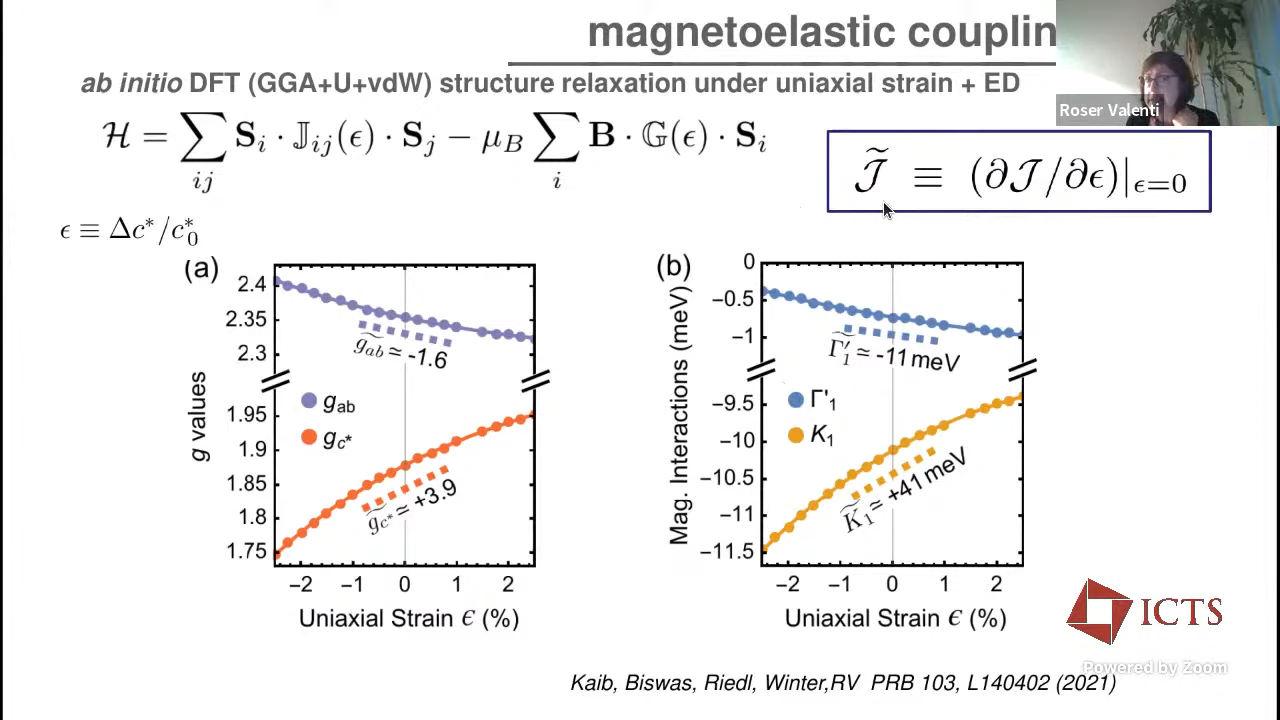 magnetoelastic couplin
ab initio DFT (GGA+U+vdW) structure relaxation under uniaxial strain + ED
Roser Valenti
ℋ = ∑_{ij} S_i · 𝕁_{ij}(ϵ) · S_j − μ_B ∑_i B · 𝔾(ϵ) · S_i
𝒥̃ ≡ (∂𝒥/∂ϵ)|_{ϵ=0}
ϵ ≡ Δc*/c*_0
(a)
2.4
2.35
2.3
1.95
1.9
1.85
1.8
1.75
g values
g̃_ab ≃ -1.6
g_ab
g_c*
g̃_c* ≃ +3.9
−2 −1 0 1 2
Uniaxial Strain ϵ (%)
(b)
0
−0.5
−1
−9.5
−10
−10.5
−11
−11.5
Mag. Interactions (meV)
Γ̃′_1 ≃ -11 meV
Γ'_1
K_1
K̃_1 ≃ +41 meV
−2 −1 0 1 2
Uniaxial Strain ϵ (%)
ICTS
Powered by Zoom
Kaib, Biswas, Riedl, Winter,RV PRB 103, L140402 (2021)